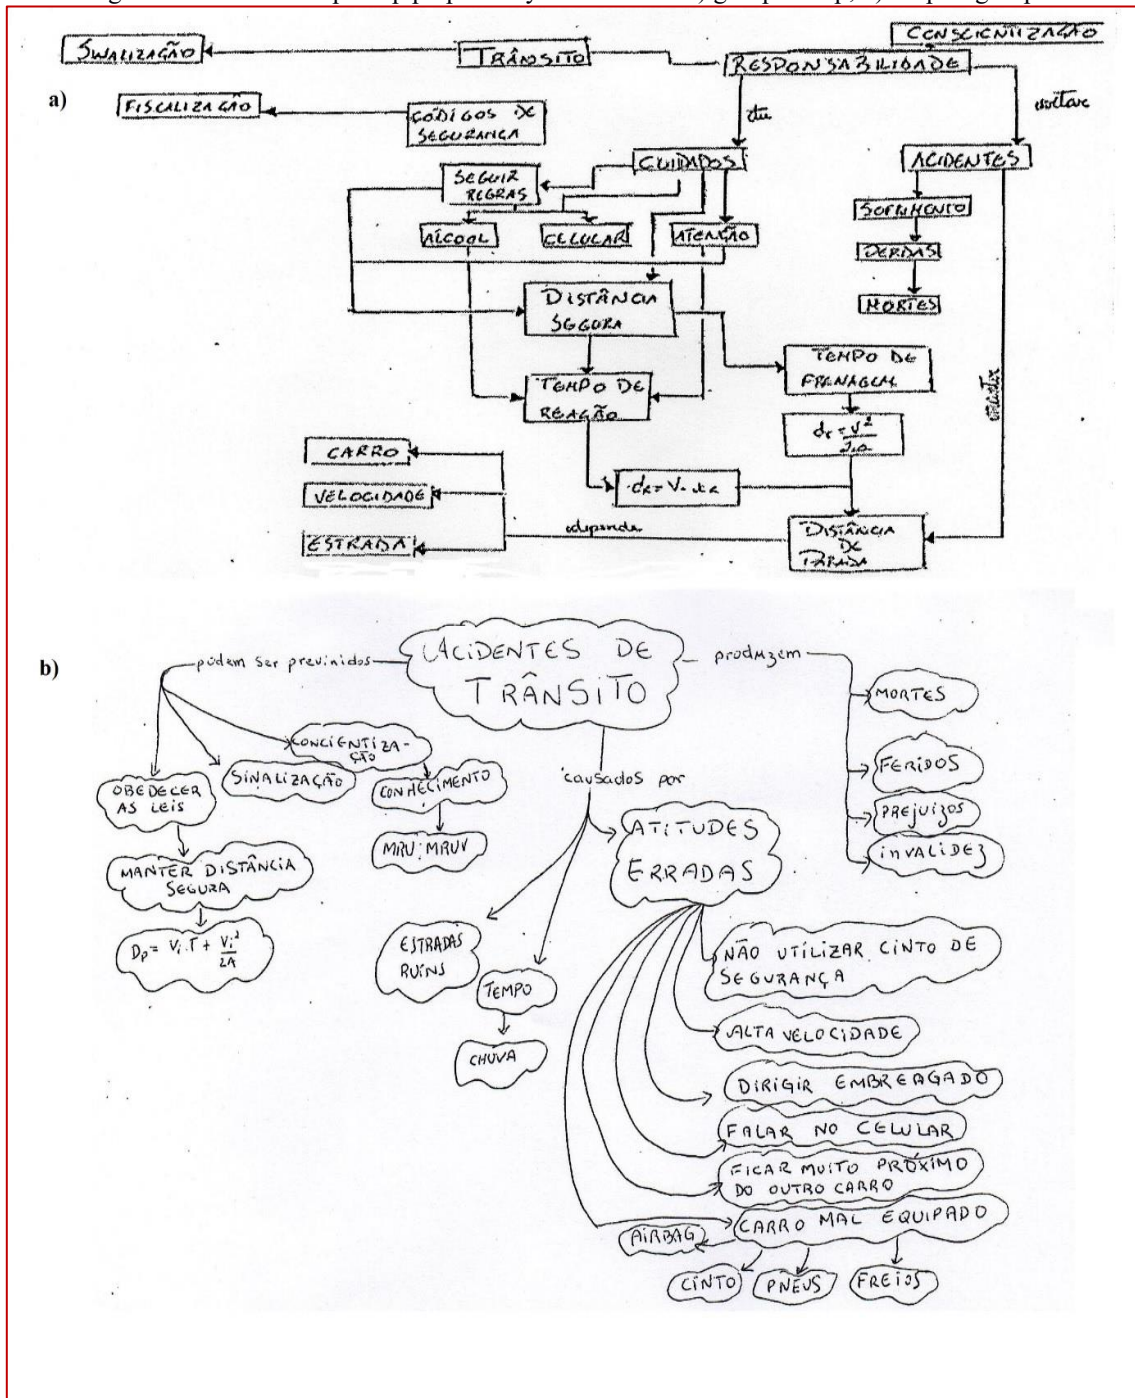 CONSCIENTIZAÇÃO
SINALIZAÇÃO
TRÂNSITO
RESPONSABILIDADE
a)
FISCALIZAÇÃO
CÓDIGOS DE
SEGURANÇA
evitar
CUIDADOS
ACIDENTES
SEGUIR
REGRAS
SOFRIMENTO
ÁLCOOL
CELULAR
ATENÇÃO
PERDAS
DISTÂNCIA
SEGURA
MORTES
TEMPO DE
FRENAGEM
TEMPO DE
REAÇÃO
CARRO
VELOCIDADE
depende
ESTRADA
DISTÂNCIA
DE
PARADA
b)
ACIDENTES DE
TRÂNSITO
podem ser previnidos
produzem
MORTES
CONCIENTIZA-
ÇÃO
SINALIZAÇÃO
FERIDOS
OBEDECER
AS LEIS
CONHECIMENTO
causados por
PREJUIZOS
ATITUDES
ERRADAS
MRU; MRUV
INVALIDEZ
MANTER DISTÂNCIA
SEGURA
Dp = Vi.T + Vi²/2A
ESTRADAS
RUINS
NÃO UTILIZAR CINTO DE
SEGURANÇA
TEMPO
ALTA VELOCIDADE
CHUVA
DIRIGIR EMBREAGADO
FALAR NO CELULAR
FICAR MUITO PRÓXIMO
DO OUTRO CARRO
CARRO MAL EQUIPADO
AIRBAG
CINTO
PNEUS
FREIOS